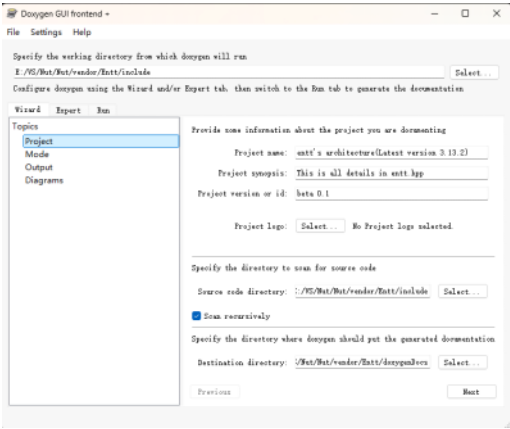 Doxygen GUI frontend +
File Settings Help
Specify the working directory from which doxygen will run
E:/VS/Nut/Nut/vendor/Entt/include Select...
Configure doxygen using the Wizard and/or Expert tab, then switch to the Run tab to generate the documentation
Wizard Expert Run
Topics
Project
Mode
Output
Diagrams
Provide some information about the project you are documenting
Project name: entt's architecture(Latest version 3.13.2)
Project synopsis: This is all details in entt.hpp
Project version or id: beta 0.1
Project logo: Select... No Project logo selected.
Specify the directory to scan for source code
Source code directory: :/VS/Nut/Nut/vendor/Entt/include Select...
Scan recursively
Specify the directory where doxygen should put the generated documentation
Destination directory: /Nut/Nut/vendor/Entt/doxygenDocs Select...
Previous Next